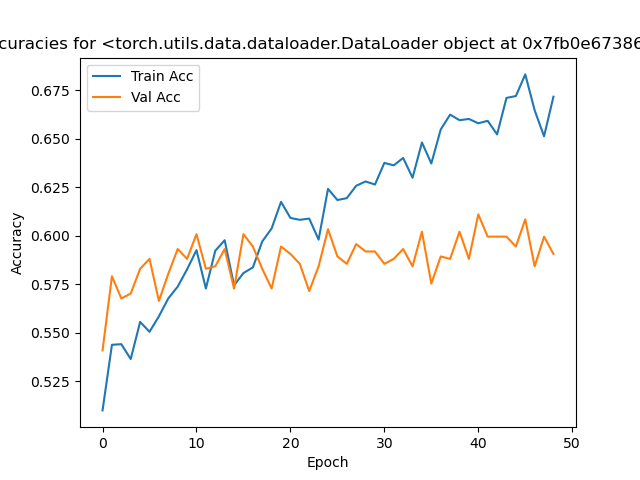 curacies for <torch.utils.data.dataloader.DataLoader object at 0x7fb0e67386
Train Acc
Val Acc
Accuracy
0.675
0.650
0.625
0.600
0.575
0.550
0.525
0 10 20 30 40 50
Epoch